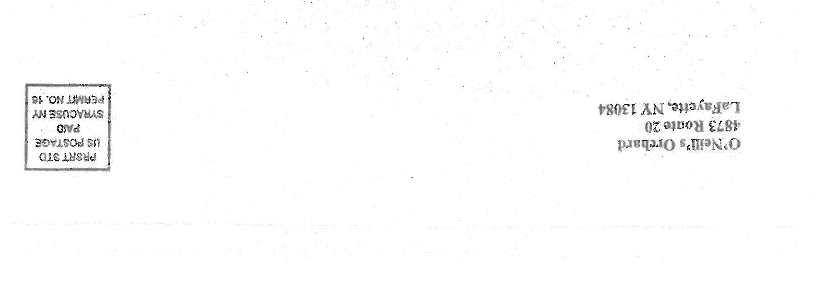 O'Neill's Orchard
4873 Route 20
LaFayette, NY 13084
PRSRT STD
US POSTAGE
PAID
SYRACUSE NY
PERMIT NO. 16